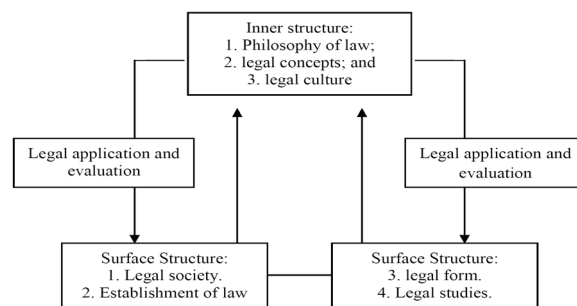 Inner structure:
1. Philosophy of law;
2. legal concepts; and
3. legal culture
Legal application and
evaluation
Legal application and
evaluation
Surface Structure:
1. Legal society.
2. Establishment of law
Surface Structure:
3. legal form.
4. Legal studies.